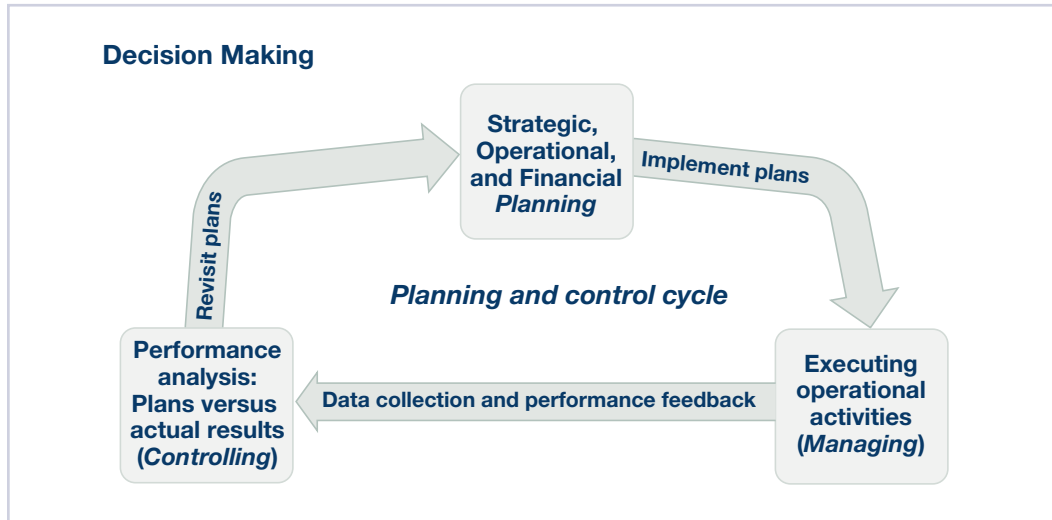 Decision Making
Strategic,
Operational,
and Financial
Planning
Implement plans
Revisit plans
Planning and control cycle
Performance
analysis:
Plans versus
actual results
(Controlling)
Data collection and performance feedback
Executing
operational
activities
(Managing)